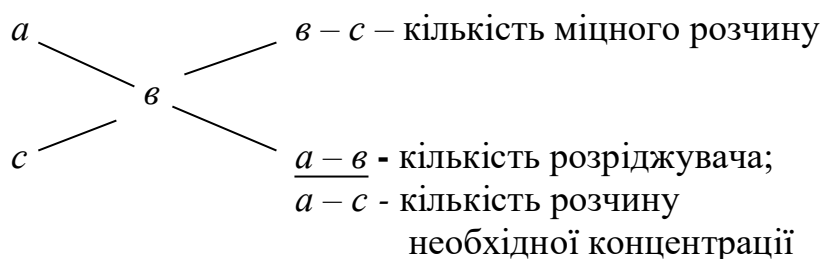 а в – с – кількість міцного розчину
в
с а – в - кількість розріджувача;
а – с - кількість розчину
необхідної концентрації